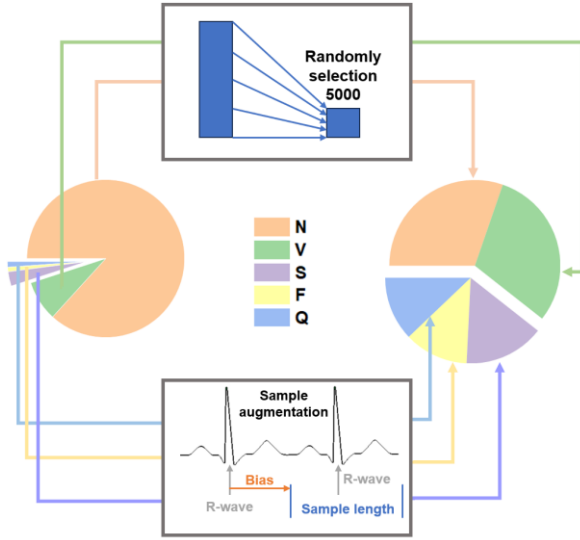 Randomly
selection
5000
N
V
S
F
Q
Sample
augmentation
R-wave
Bias
R-wave
Sample length